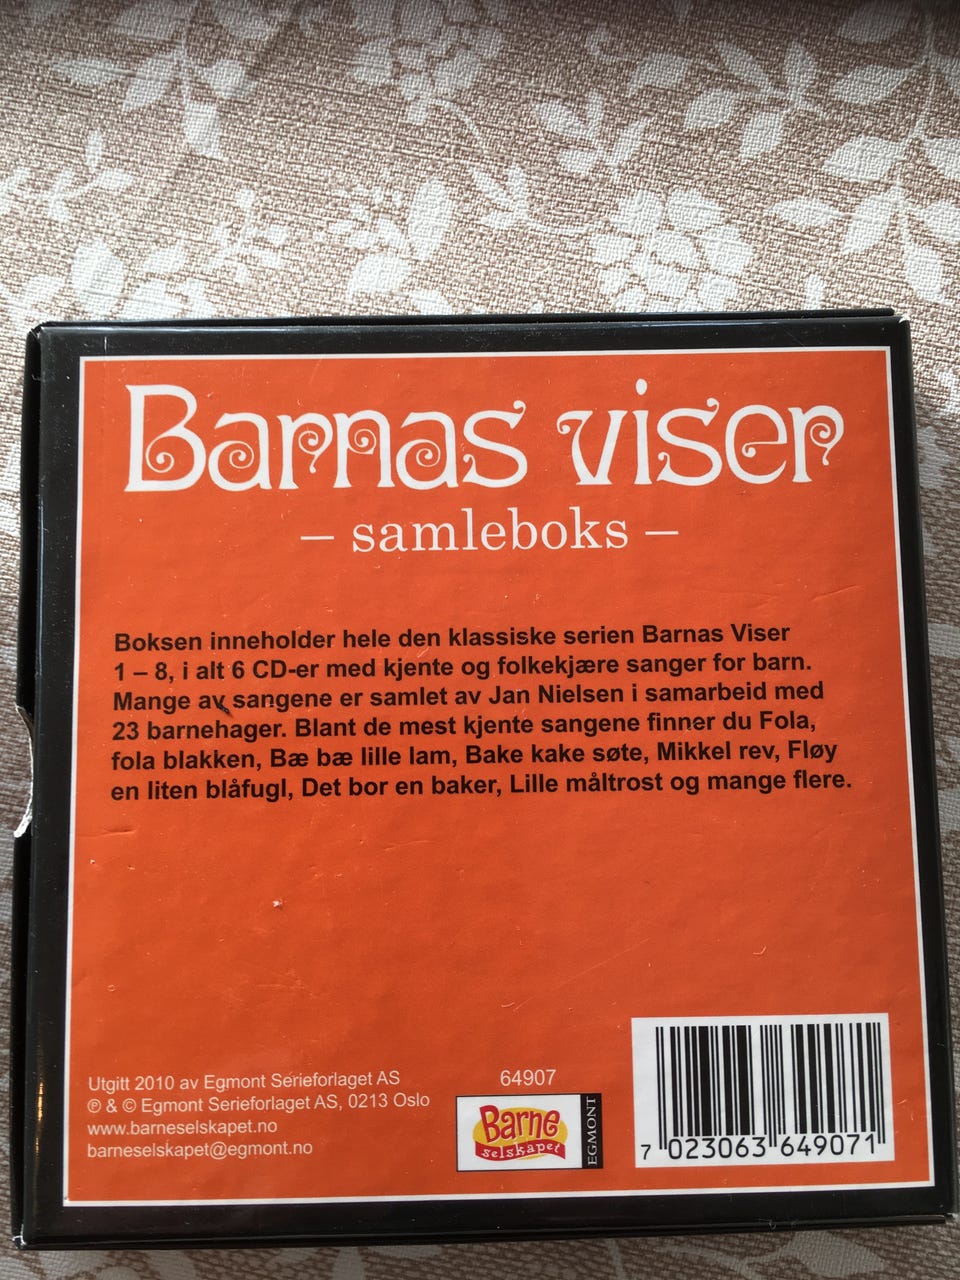 Barnas viser
– samleboks –
Boksen inneholder hele den klassiske serien Barnas Viser
1 – 8, i alt 6 CD-er med kjente og folkekjære sanger for barn.
Mange av sangene er samlet av Jan Nielsen i samarbeid med
23 barnehager. Blant de mest kjente sangene finner du Fola,
fola blakken, Bæ bæ lille lam, Bake kake søte, Mikkel rev, Fløy
en liten blåfugl, Det bor en baker, Lille måltrost og mange flere.
Utgitt 2010 av Egmont Serieforlaget AS
℗ & © Egmont Serieforlaget AS, 0213 Oslo
www.barneselskapet.no
barneselskapet@egmont.no
64907
Barne
selskapet
EGMONT
7 023063 649071